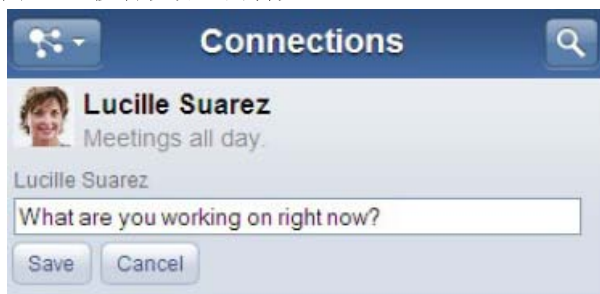 Connections
Lucille Suarez
Meetings all day.
Lucille Suarez
What are you working on right now?
Save Cancel